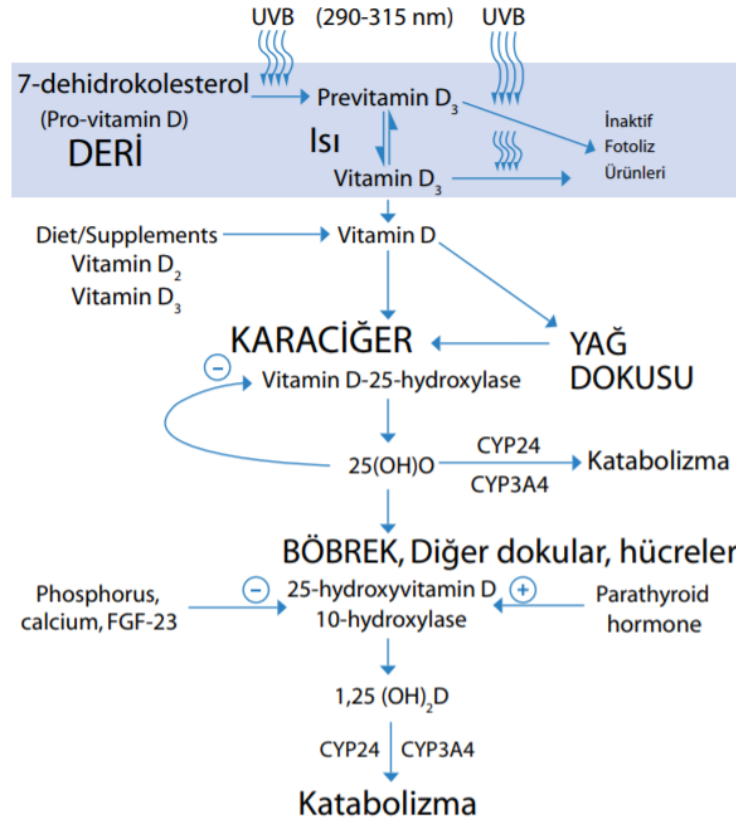 UVB (290-315 nm) UVB
7-dehidrokolesterol
(Pro-vitamin D)
DERİ
Previtamin D₃
Isı
Vitamin D₃
İnaktif
Fotoliz
Ürünleri
Diet/Supplements
Vitamin D₂
Vitamin D₃
Vitamin D
KARACİĞER
YAĞ
DOKUSU
− Vitamin D-25-hydroxylase
25(OH)O
CYP24
CYP3A4
Katabolizma
BÖBREK, Diğer dokular, hücreler
Phosphorus,
calcium, FGF-23
−
25-hydroxyvitamin D
10-hydroxylase
+
Parathyroid
hormone
1,25 (OH)₂D
CYP24 CYP3A4
Katabolizma